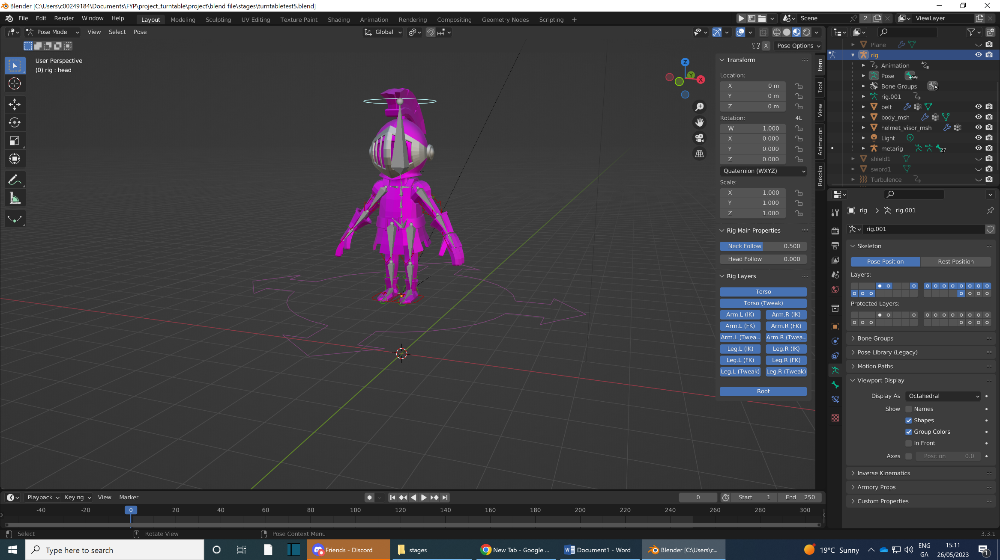 Blender [C:\Users\c00249184\Documents\FYP\project_turntable\project\blend file\stages\turntabletest5.blend]
File Edit Render Window Help Layout Modeling Sculpting UV Editing Texture Paint Shading Animation Rendering Compositing Geometry Nodes Scripting + Scene 2 ViewLayer
Pose Mode View Select Pose Global
X Pose Options
User Perspective
(0) rig : head
Z
Y
X
Transform
Location:
X 0 m
Y 0 m
Z 0 m
Rotation: 4L
W 1.000
X 0.000
Y 0.000
Z 0.000
Quaternion (WXYZ)
Scale:
X 1.000
Y 1.000
Z 1.000
Rig Main Properties
Neck Follow 0.500
Head Follow 0.000
Rig Layers
Torso
Torso (Tweak)
Arm.L (IK) Arm.R (IK)
Arm.L (FK) Arm.R (FK)
Arm.L (Twea... Arm.R (Twea...
Leg.L (IK) Leg.R (IK)
Leg.L (FK) Leg.R (FK)
Leg.L (Tweak) Leg.R (Tweak)
Root
Item
Tool
View
Animation
Rokoko
Plane
rig
Animation
Pose +99
Bone Groups 5
rig.001
belt
body_msh
helmet_visor_msh
Light
metarig 27
shield1
sword1
Turbulence
rig > rig.001
rig.001
Skeleton
Pose Position Rest Position
Layers:
Protected Layers:
Bone Groups
Pose Library (Legacy)
Motion Paths
Viewport Display
Display As Octahedral
Show Names
Shapes
Group Colors
In Front
Axes Position 0.0
Inverse Kinematics
Armory Props
Custom Properties
Playback Keying View Marker 0 Start 1 End 250
-40 -20 0 20 40 60 80 100 120 140 160 180 200 220 240 260 280 300
Select Rotate View Pose Context Menu 3.3.1
Type here to search Friends - Discord stages New Tab - Google ... Document1 - Word Blender [C:\Users\c... 19°C Sunny
ENG
GA
15:11
26/05/2023
1